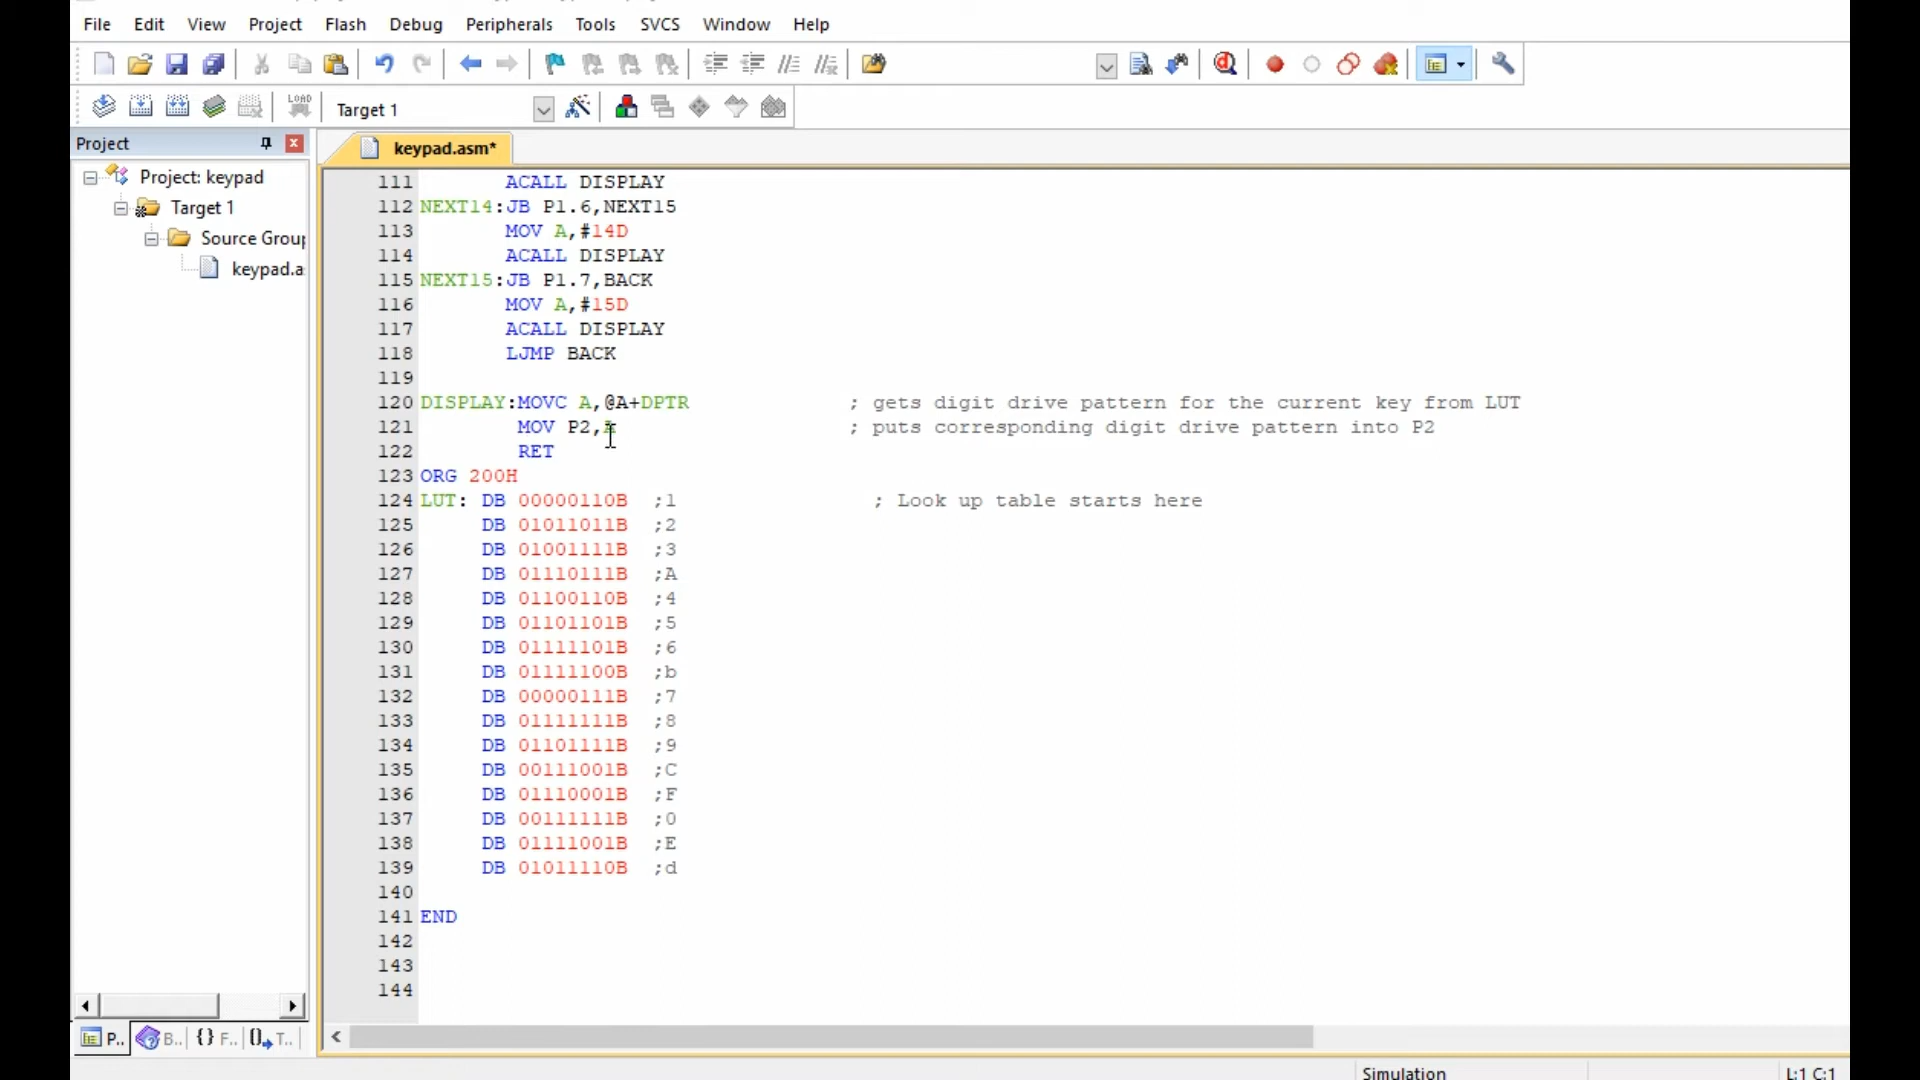 File Edit View Project Flash Debug Peripherals Tools SVCS Window Help
LOAD Target 1
Project
keypad.asm*
Project: keypad
Target 1
Source Group
keypad.a
111 ACALL DISPLAY
112 NEXT14:JB P1.6,NEXT15
113 MOV A,#14D
114 ACALL DISPLAY
115 NEXT15:JB P1.7,BACK
116 MOV A,#15D
117 ACALL DISPLAY
118 LJMP BACK
119
120 DISPLAY:MOVC A,@A+DPTR ; gets digit drive pattern for the current key from LUT
121 MOV P2,A ; puts corresponding digit drive pattern into P2
122 RET
123 ORG 200H
124 LUT: DB 00000110B ;1 ; Look up table starts here
125 DB 01011011B ;2
126 DB 01001111B ;3
127 DB 01110111B ;A
128 DB 01100110B ;4
129 DB 01101101B ;5
130 DB 01111101B ;6
131 DB 01111100B ;b
132 DB 00000111B ;7
133 DB 01111111B ;8
134 DB 01101111B ;9
135 DB 00111001B ;C
136 DB 01110001B ;F
137 DB 00111111B ;0
138 DB 01111001B ;E
139 DB 01011110B ;d
140
141 END
142
143
144
P.. B.. {} F.. T..
Simulation L:1 C:1